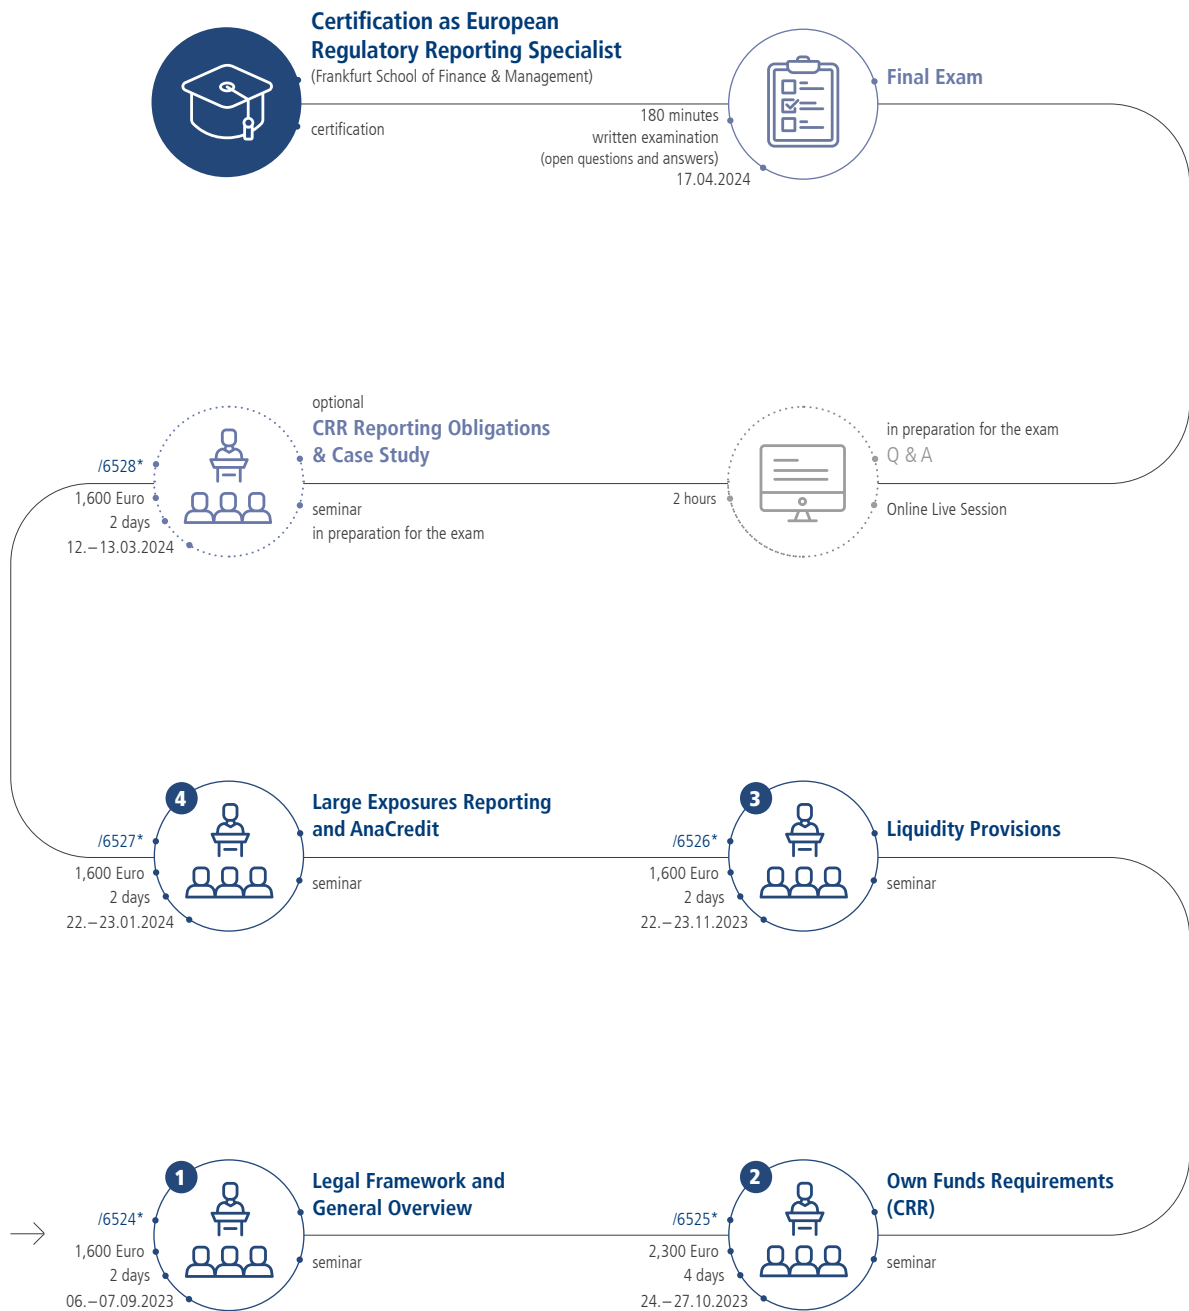 Certification as European
Regulatory Reporting Specialist
(Frankfurt School of Finance & Management)
certification
Final Exam
180 minutes
written examination
(open questions and answers)
17.04.2024
optional
CRR Reporting Obligations
& Case Study
/6528*
1,600 Euro
2 days
12.–13.03.2024
seminar
in preparation for the exam
in preparation for the exam
Q & A
2 hours
Online Live Session
4
Large Exposures Reporting
and AnaCredit
/6527*
1,600 Euro
2 days
22.–23.01.2024
seminar
3
Liquidity Provisions
/6526*
1,600 Euro
2 days
22.–23.11.2023
seminar
1
Legal Framework and
General Overview
/6524*
1,600 Euro
2 days
06.–07.09.2023
seminar
2
Own Funds Requirements
(CRR)
/6525*
2,300 Euro
4 days
24.–27.10.2023
seminar